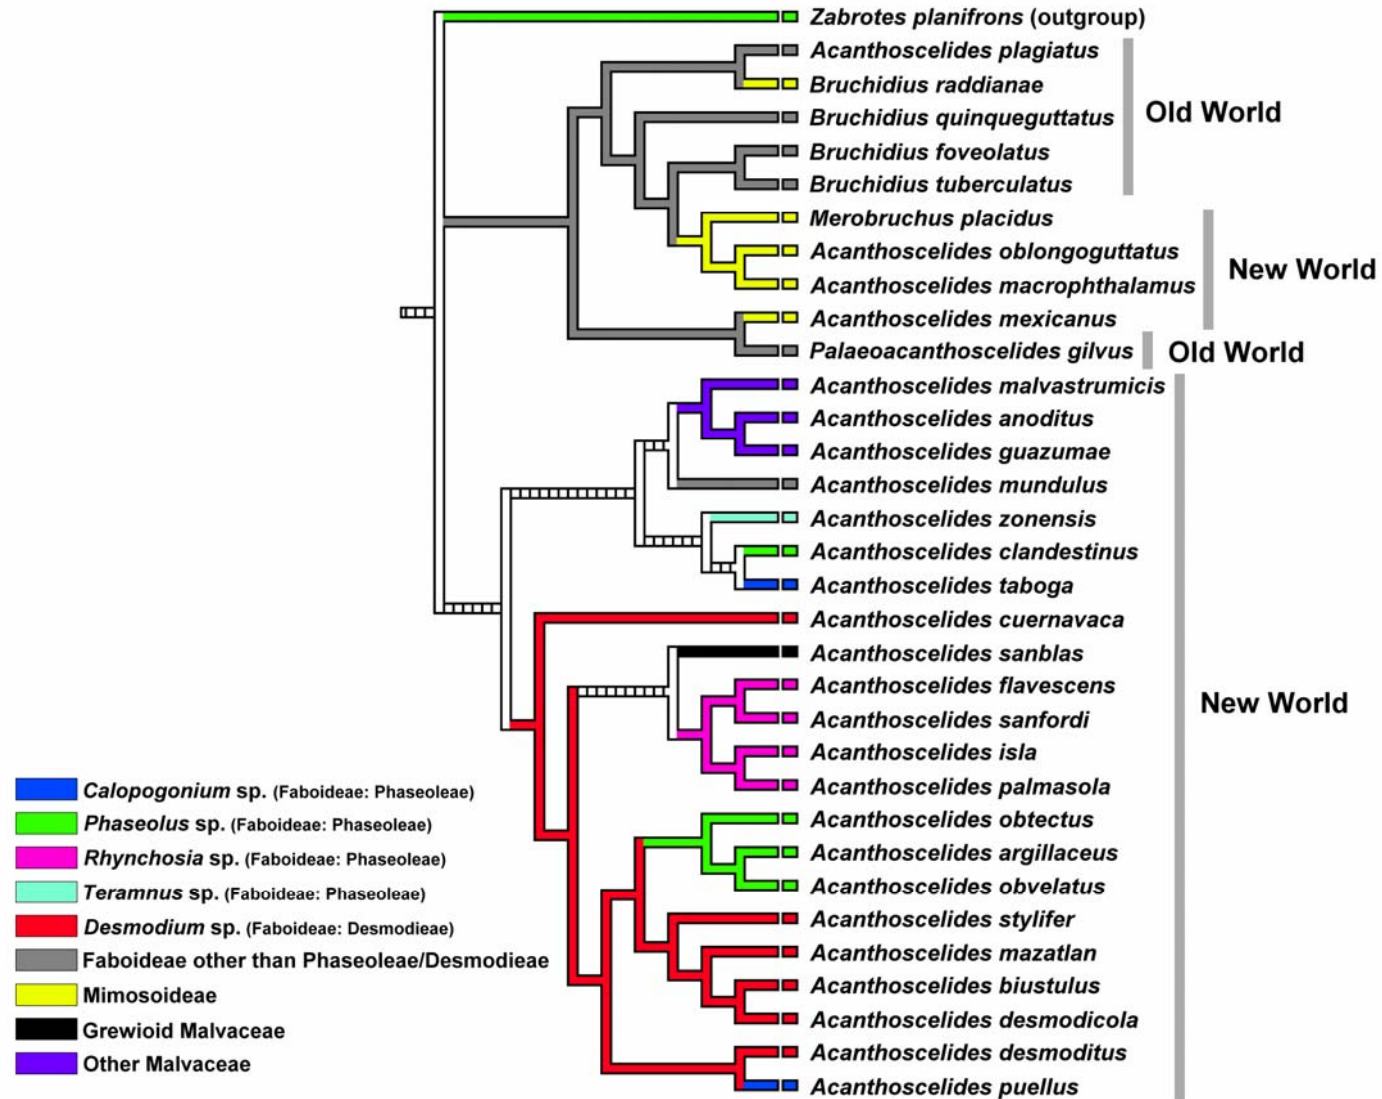 Zabrotes planifrons (outgroup)
Acanthoscelides plagiatus
Bruchidius raddianae
Bruchidius quinqueguttatus
Old World
Bruchidius foveolatus
Bruchidius tuberculatus
Merobruchus placidus
Acanthoscelides oblongoguttatus
New World
Acanthoscelides macrophthalamus
Acanthoscelides mexicanus
Palaeoacanthoscelides gilvus
Old World
Acanthoscelides malvastrumicis
Acanthoscelides anoditus
Acanthoscelides guazumae
Acanthoscelides mundulus
Acanthoscelides zonensis
Acanthoscelides clandestinus
Acanthoscelides taboga
Acanthoscelides cuernavaca
Acanthoscelides sanblas
Acanthoscelides flavescens
New World
Acanthoscelides sanfordi
Acanthoscelides isla
Acanthoscelides palmasola
Acanthoscelides obtectus
Acanthoscelides argillaceus
Acanthoscelides obvelatus
Acanthoscelides stylifer
Acanthoscelides mazatlan
Acanthoscelides biustulus
Acanthoscelides desmodicola
Acanthoscelides desmoditus
Acanthoscelides puellus
Calopogonium sp. (Faboideae: Phaseoleae)
Phaseolus sp. (Faboideae: Phaseoleae)
Rhynchosia sp. (Faboideae: Phaseoleae)
Teramnus sp. (Faboideae: Phaseoleae)
Desmodium sp. (Faboideae: Desmodieae)
Faboideae other than Phaseoleae/Desmodieae
Mimosoideae
Grewioid Malvaceae
Other Malvaceae